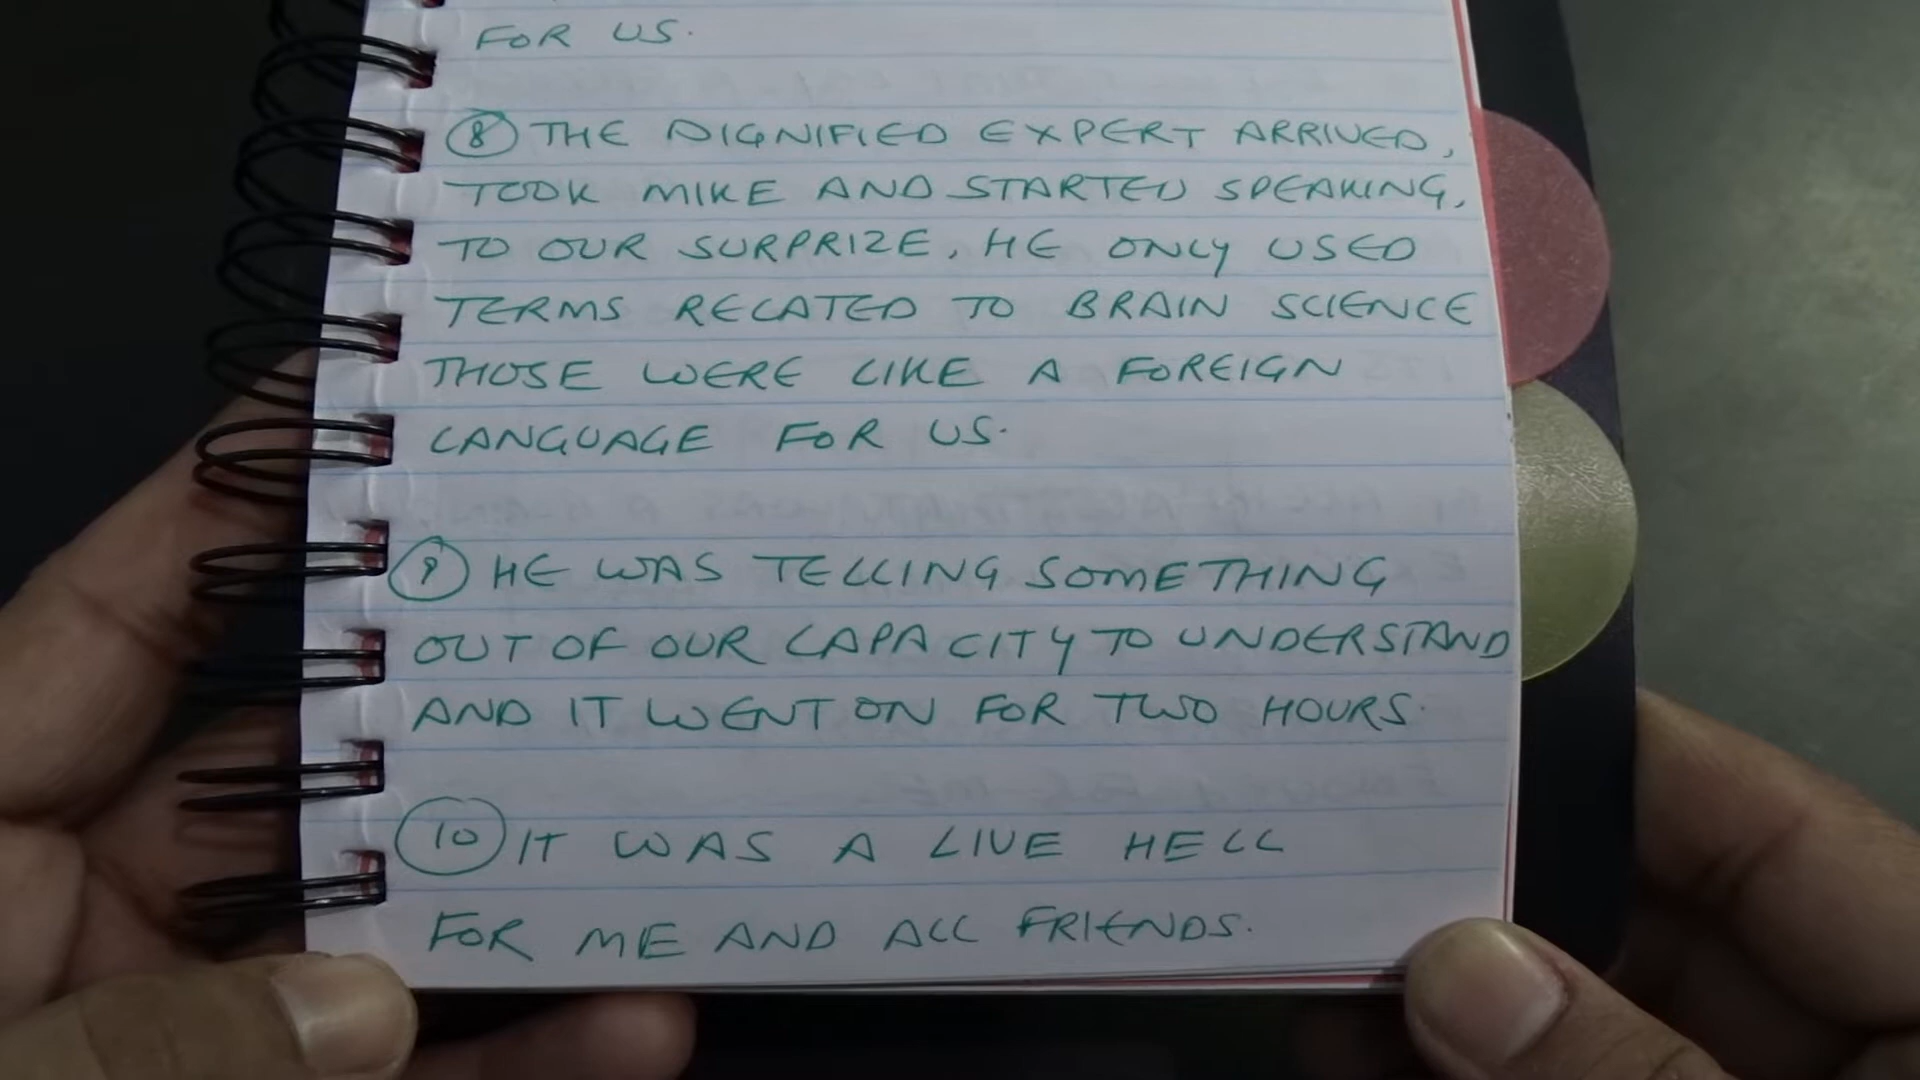 FOR US.
8 THE DIGNIFIED EXPERT ARRIVED,
TOOK MIKE AND STARTED SPEAKING,
TO OUR SURPRIZE, HE ONLY USED
TERMS RELATED TO BRAIN SCIENCE
THOSE WERE LIKE A FOREIGN
LANGUAGE FOR US.
9 HE WAS TELLING SOMETHING
OUT OF OUR CAPACITY TO UNDERSTAND
AND IT WENT ON FOR TWO HOURS.
10 IT WAS A LIVE HELL
FOR ME AND ALL FRIENDS.